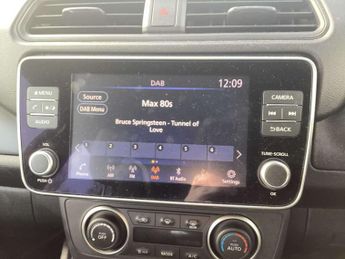 DAB
12:09
MENU
Source
DAB Menu
Max 80s
Bruce Springsteen - Tunnel of
Love
AUDIO
CAMERA
BACK
1 2 3 4 5 6
VOL
PUSH
TUNE·SCROLL
OK
Phone
AM
FM
DAB
BT Audio
Settings
PUSH
OFF
AUTO